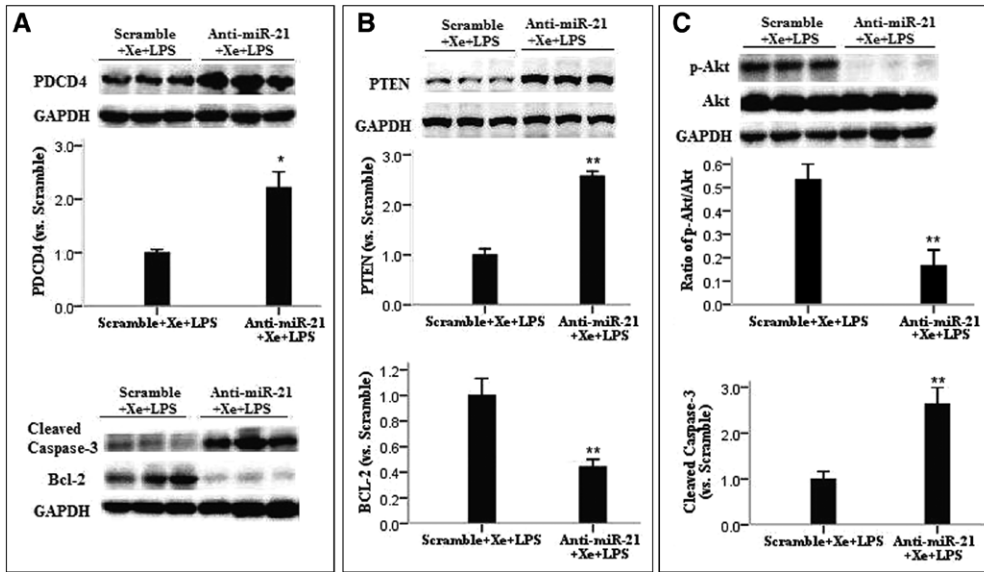 A
Scramble
+Xe+LPS
Anti-miR-21
+Xe+LPS
PDCD4
GAPDH
PDCD4 (vs. Scramble)
3.0
2.0
1.0
0.0
*
Scramble+Xe+LPS
Anti-miR-21
+Xe+LPS
Scramble
+Xe+LPS
Anti-miR-21
+Xe+LPS
Cleaved
Caspase-3
Bcl-2
GAPDH
B
Scramble
+Xe+LPS
Anti-miR-21
+Xe+LPS
PTEN
GAPDH
PTEN (vs. Scramble)
3.0
2.0
1.0
0.0
**
Scramble+Xe+LPS
Anti-miR-21
+Xe+LPS
BCL-2 (vs. Scramble)
1.2
1.0
0.8
0.6
0.4
0.2
0.0
**
Scramble+Xe+LPS
Anti-miR-21
+Xe+LPS
C
Scramble
+Xe+LPS
Anti-miR-21
+Xe+LPS
p-Akt
Akt
GAPDH
Ratio of p-Akt/Akt
0.6
0.5
0.4
0.3
0.2
0.1
0.0
**
Scramble+Xe+LPS
Anti-miR-21
+Xe+LPS
Cleaved Caspase-3
(vs. Scramble)
3.0
2.0
1.0
0.0
**
Scramble+Xe+LPS
Anti-miR-21
+Xe+LPS